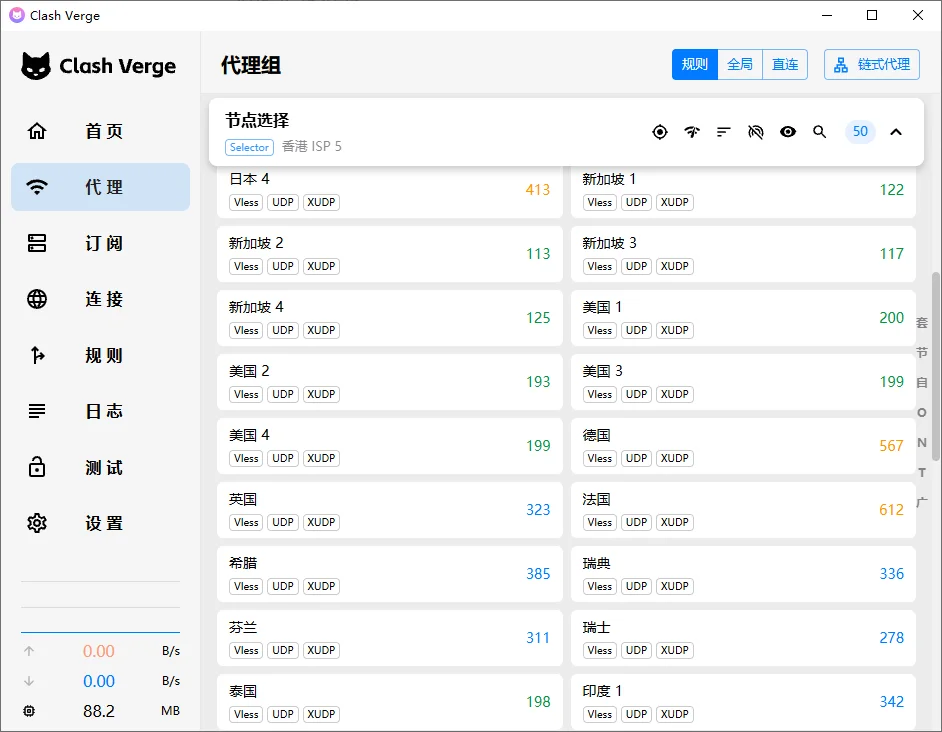 Clash Verge
Clash Verge
首页
代理
订阅
连接
规则
日志
测试
设置
0.00 B/s
0.00 B/s
88.2 MB
代理组
规则 全局 直连 链式代理
节点选择
Selector 香港 ISP 5
50
日本 4
Vless UDP XUDP
413
新加坡 1
Vless UDP XUDP
122
新加坡 2
Vless UDP XUDP
113
新加坡 3
Vless UDP XUDP
117
新加坡 4
Vless UDP XUDP
125
美国 1
Vless UDP XUDP
200
美国 2
Vless UDP XUDP
193
美国 3
Vless UDP XUDP
199
美国 4
Vless UDP XUDP
199
德国
Vless UDP XUDP
567
英国
Vless UDP XUDP
323
法国
Vless UDP XUDP
612
希腊
Vless UDP XUDP
385
瑞典
Vless UDP XUDP
336
芬兰
Vless UDP XUDP
311
瑞士
Vless UDP XUDP
278
泰国
Vless UDP XUDP
198
印度 1
Vless UDP XUDP
342
套
节
自
O
N
T
广